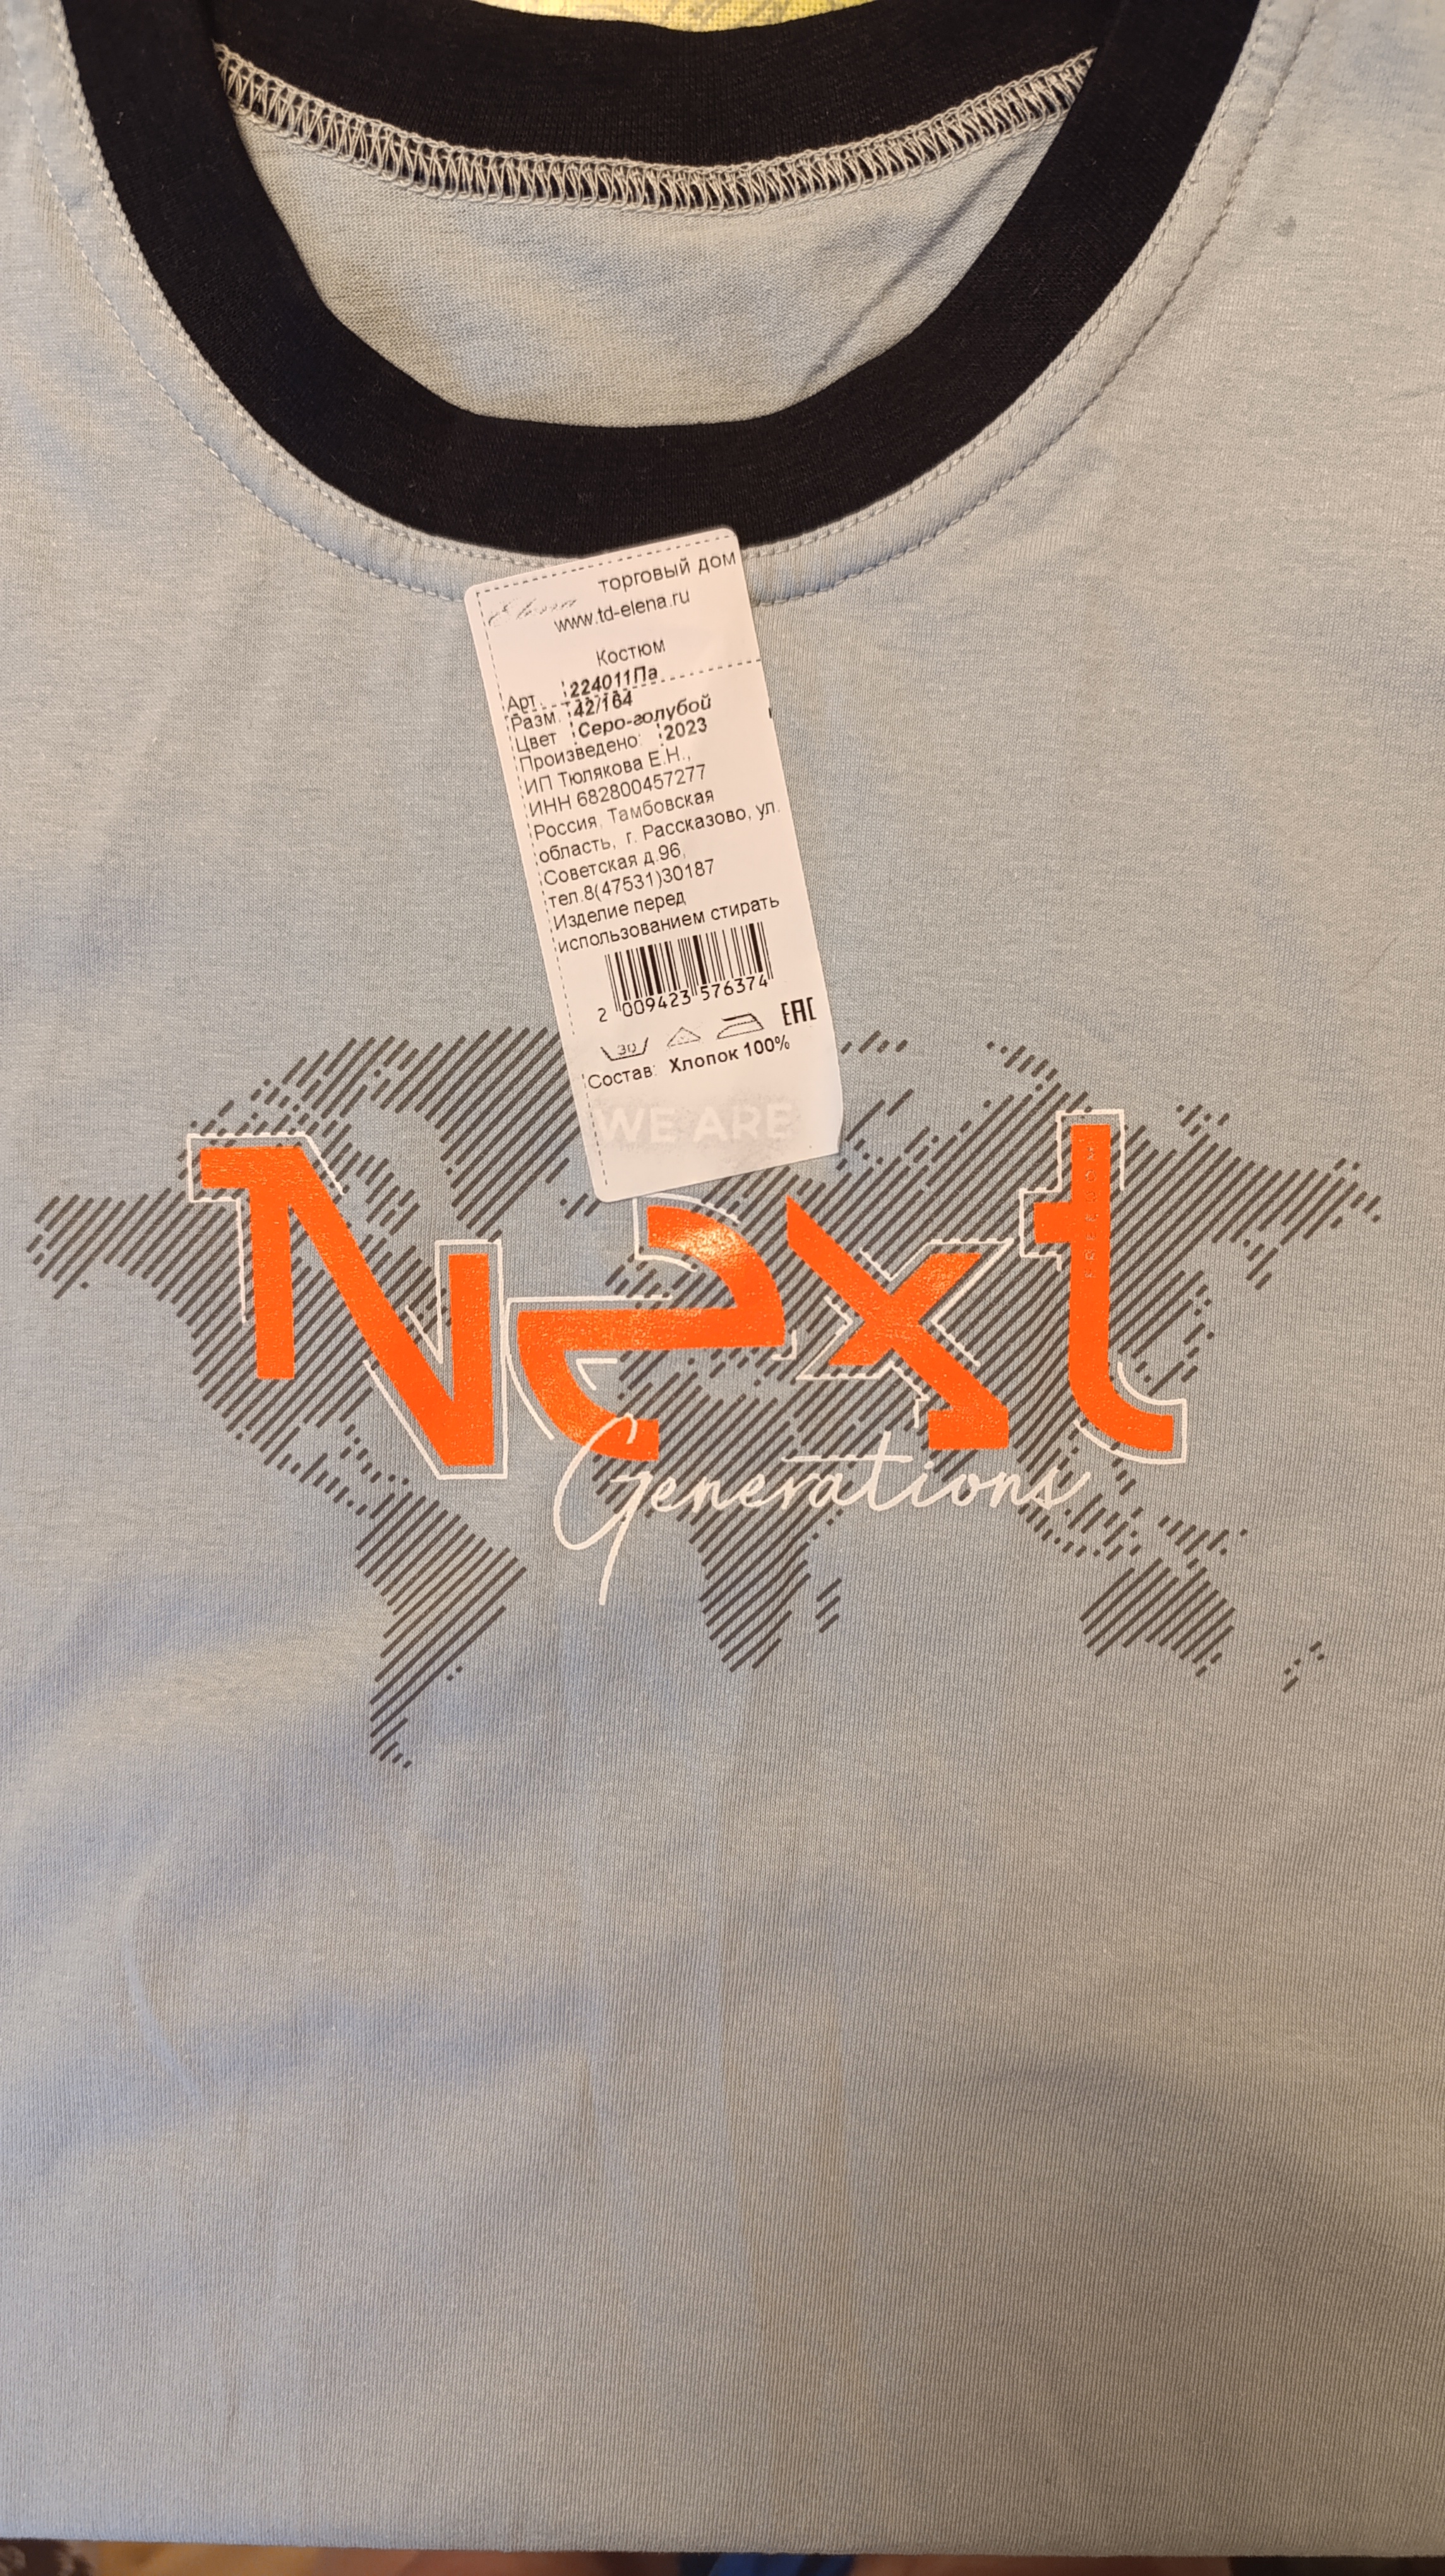 торговый дом
Elena
www.td-elena.ru
Костюм
Арт. 224011Па
Разм. 42/164
Цвет Серо-голубой
Произведено: 2023
ИП Тюлякова Е.Н.,
ИНН 682800457277
Россия, Тамбовская
область, г. Рассказово, ул.
Советская д.96,
тел.8(47531)30187
Изделие перед
использованием стирать
2 009423 576374
30 EAC
Состав: Хлопок 100%
WE ARE
Next
FREEDOM
Generations